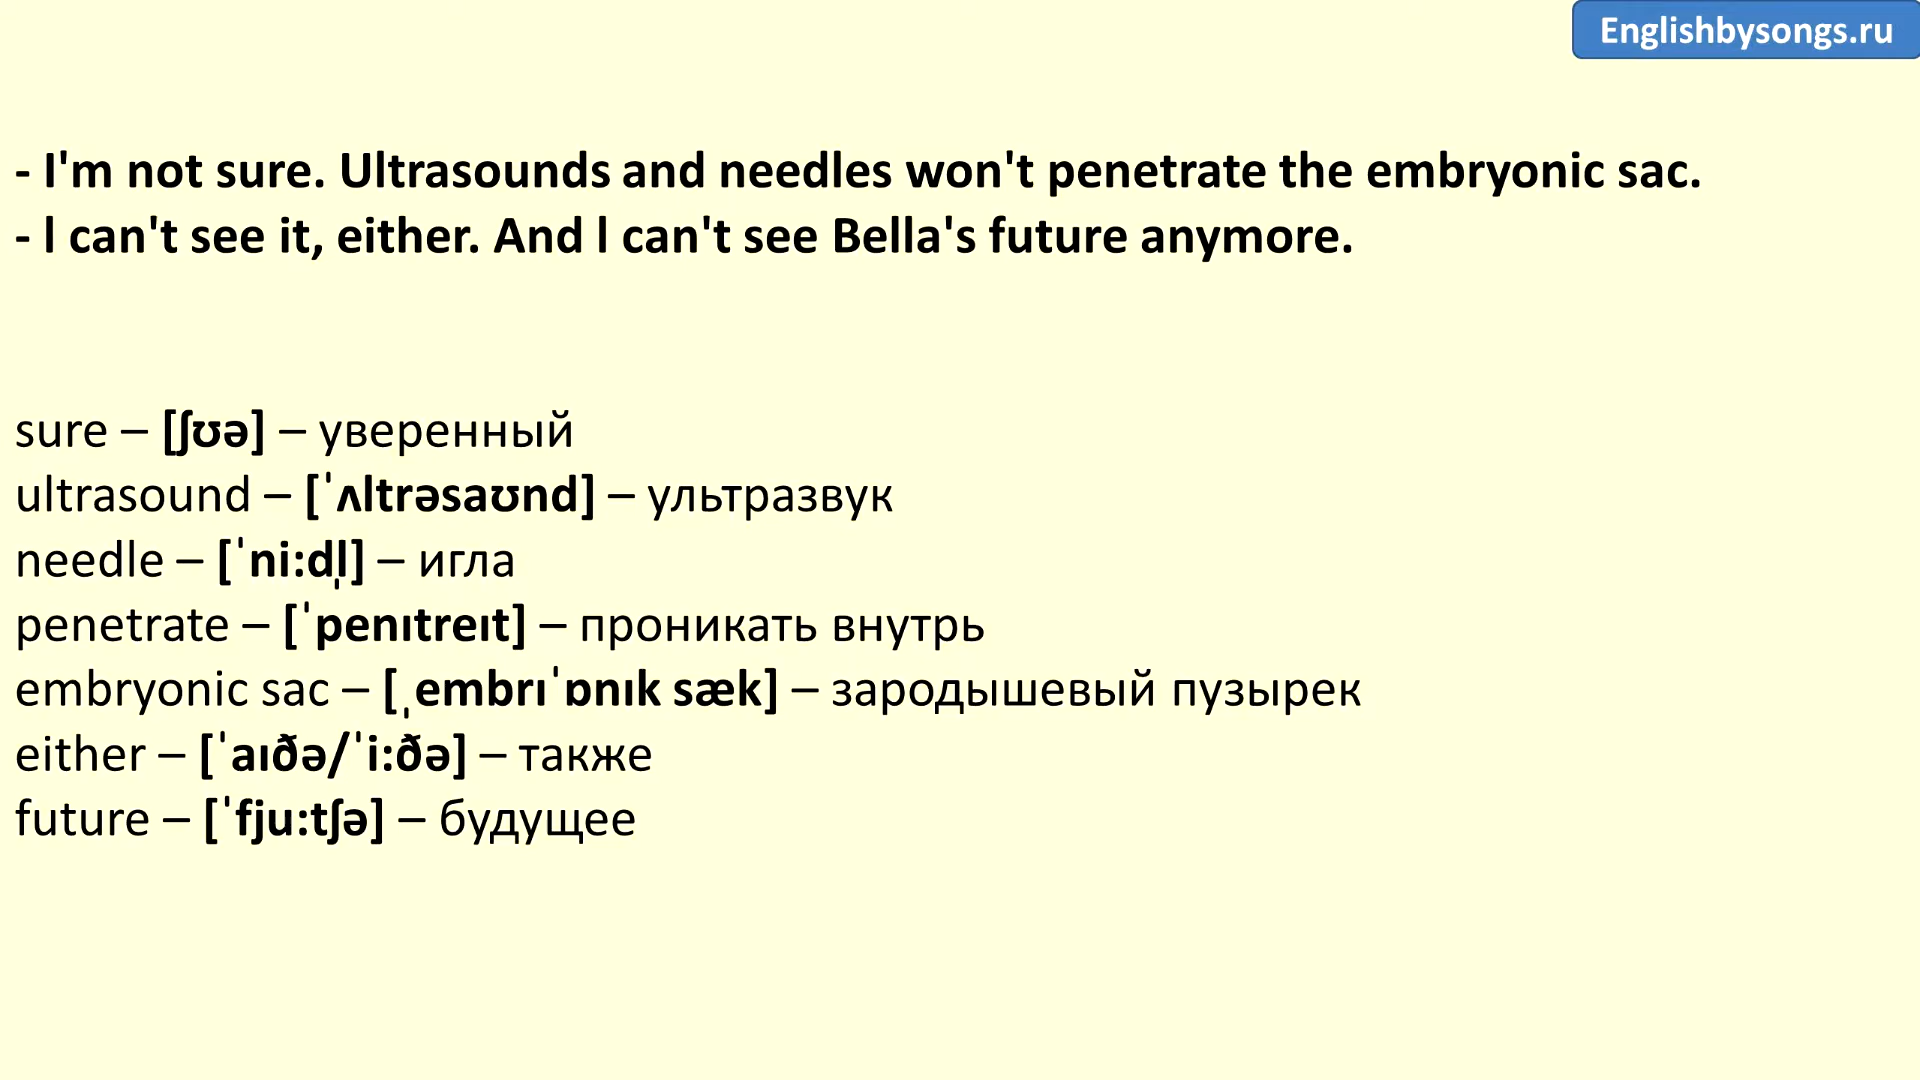 Englishbysongs.ru
- I'm not sure. Ultrasounds and needles won't penetrate the embryonic sac.
- l can't see it, either. And l can't see Bella's future anymore.
sure – [ʃʊə] – уверенный
ultrasound – [ˈʌltrəsaʊnd] – ультразвук
needle – [ˈni:dl̩] – игла
penetrate – [ˈpenɪtreɪt] – проникать внутрь
embryonic sac – [ˌembrɪˈɒnɪk sæk] – зародышевый пузырек
either – [ˈaɪðə/ˈi:ðə] – также
future – [ˈfju:tʃə] – будущее